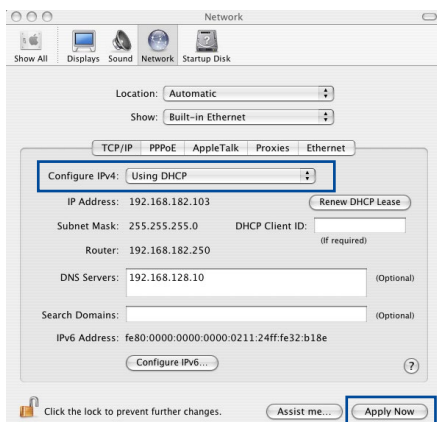 Network
Show All Displays Sound Network Startup Disk
Location: Automatic
Show: Built-in Ethernet
TCP/IP PPPoE AppleTalk Proxies Ethernet
Configure IPv4: Using DHCP
IP Address: 192.168.182.103 Renew DHCP Lease
Subnet Mask: 255.255.255.0 DHCP Client ID:
(If required)
Router: 192.168.182.250
DNS Servers: 192.168.128.10 (Optional)
Search Domains: (Optional)
IPv6 Address: fe80:0000:0000:0000:0211:24ff:fe32:b18e
Configure IPv6... ?
Click the lock to prevent further changes. Assist me... Apply Now